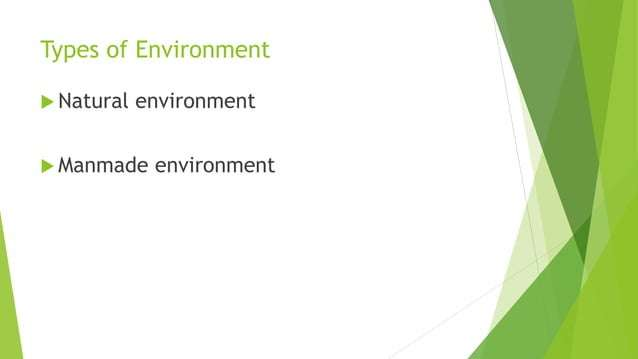 Types of Environment
Natural environment
Manmade environment